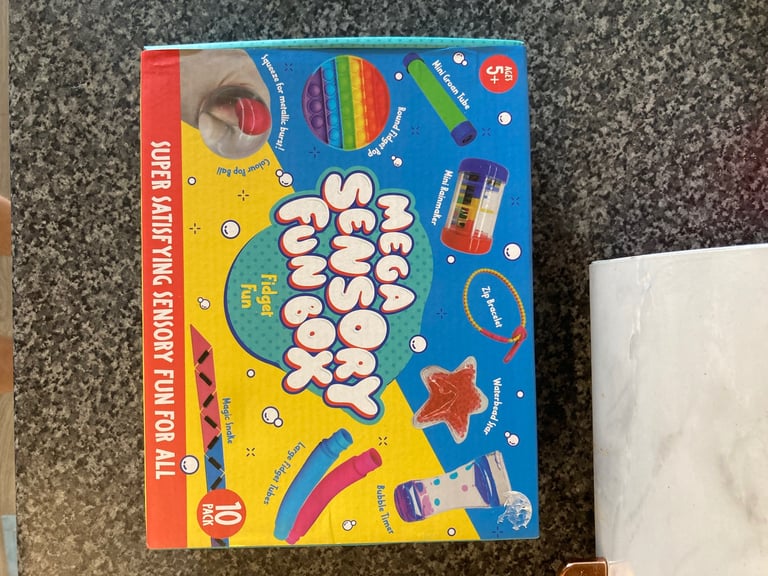 AGES
5+
Mini Groan Tube
Round Fidget Pop
Squeeze for metallic burst!
Colour Pop Ball
Mini Rainmaker
Zip Bracelet
Waterbead Star
Bubble Timer
MEGA
SENSORY
FUN BOX
Fidget
Fun
Large Fidget Tubes
Magic Snake
10
PACK
SUPER SATISFYING SENSORY FUN FOR ALL